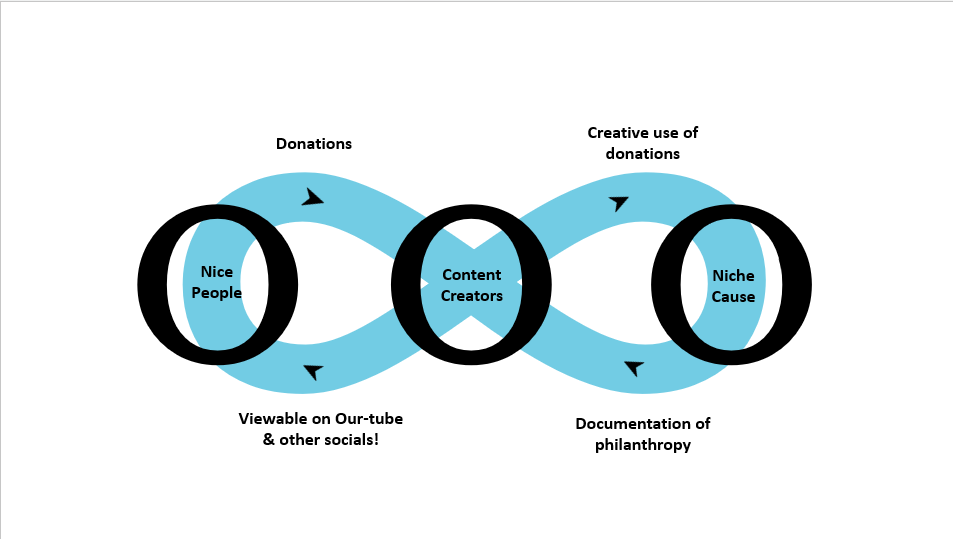 Donations
Creative use of
donations
Nice
People
Content
Creators
Niche
Cause
Viewable on Our-tube
& other socials!
Documentation of
philanthropy